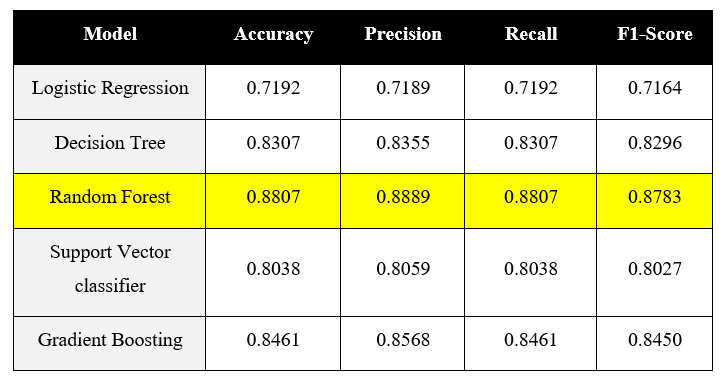 Model Accuracy Precision Recall F1-Score
Logistic Regression 0.7192 0.7189 0.7192 0.7164
Decision Tree 0.8307 0.8355 0.8307 0.8296
Random Forest 0.8807 0.8889 0.8807 0.8783
Support Vector
classifier 0.8038 0.8059 0.8038 0.8027
Gradient Boosting 0.8461 0.8568 0.8461 0.8450